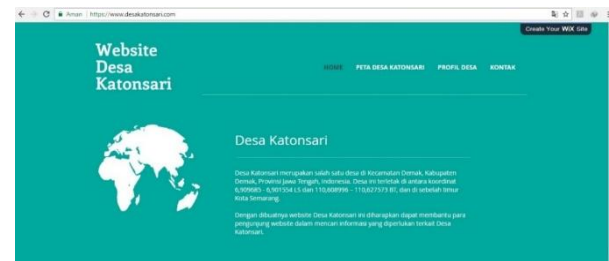 Aman
https://www.desakatonsari.com
Create Your WiX Site
Website
Desa
Katonsari
HOME PETA DESA KATONSARI PROFIL DESA KONTAK
Desa Katonsari
Desa Katonsari merupakan salah satu desa di Kecamatan Demak, Kabupaten
Demak, Provinsi Jawa Tengah, Indonesia. Desa ini terletak di antara koordinat
6,909685 - 6,901554 LS dan 110,608996 - 110,627573 BT, dan di sebelah timur
Kota Semarang.
Dengan dibuatnya website Desa Katonsari ini diharapkan dapat membantu para
pengunjung website dalam mencari informasi yang diperlukan terkait Desa
Katonsari.